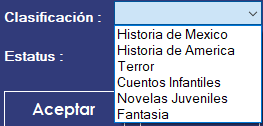 Clasificación :
Historia de Mexico
Historia de America
Estatus :
Terror
Cuentos Infantiles
Novelas Juveniles
Aceptar
Fantasia